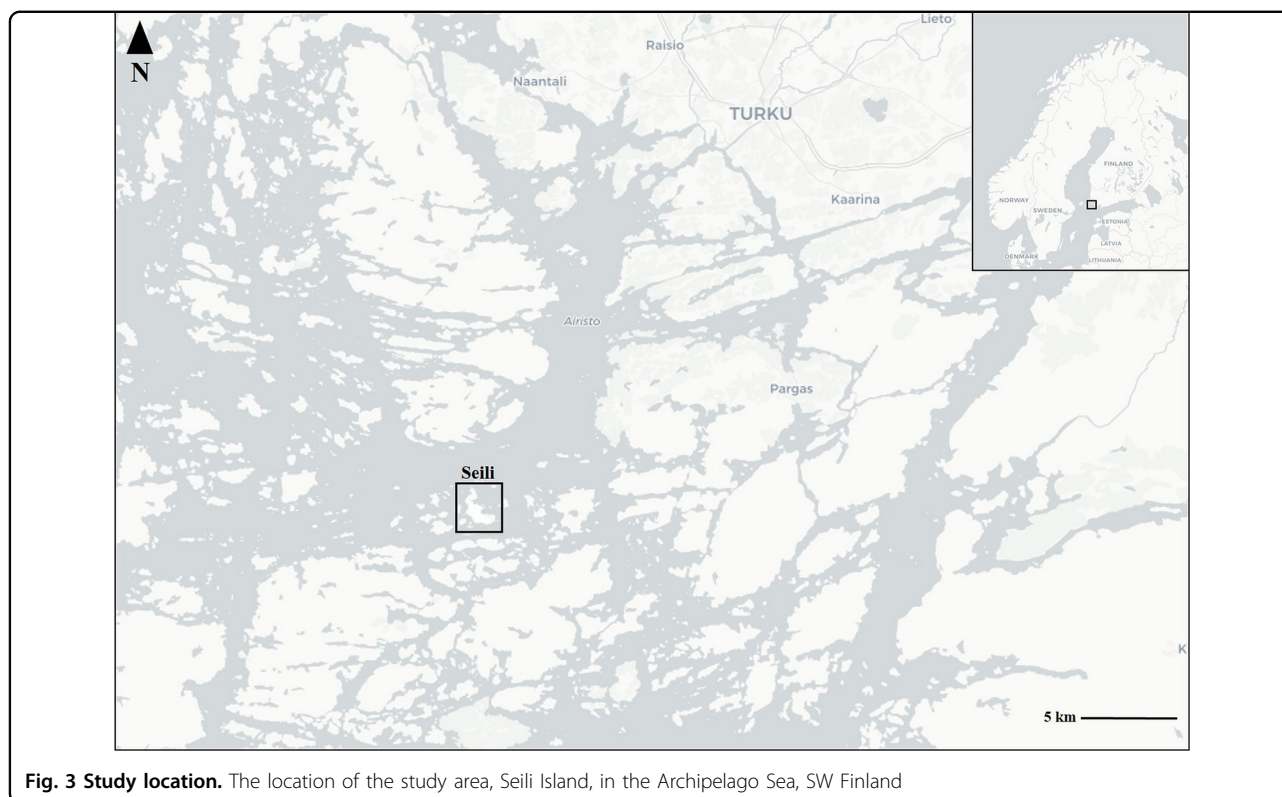 N
Lieto
Raisio
Naantali
TURKU
Kaarina
FINLAND
NORWAY
SWEDEN
ESTONIA
LATVIA
DENMARK
LITHUANIA
Airisto
Pargas
Seili
K
5 km
Fig. 3 Study location. The location of the study area, Seili Island, in the Archipelago Sea, SW Finland